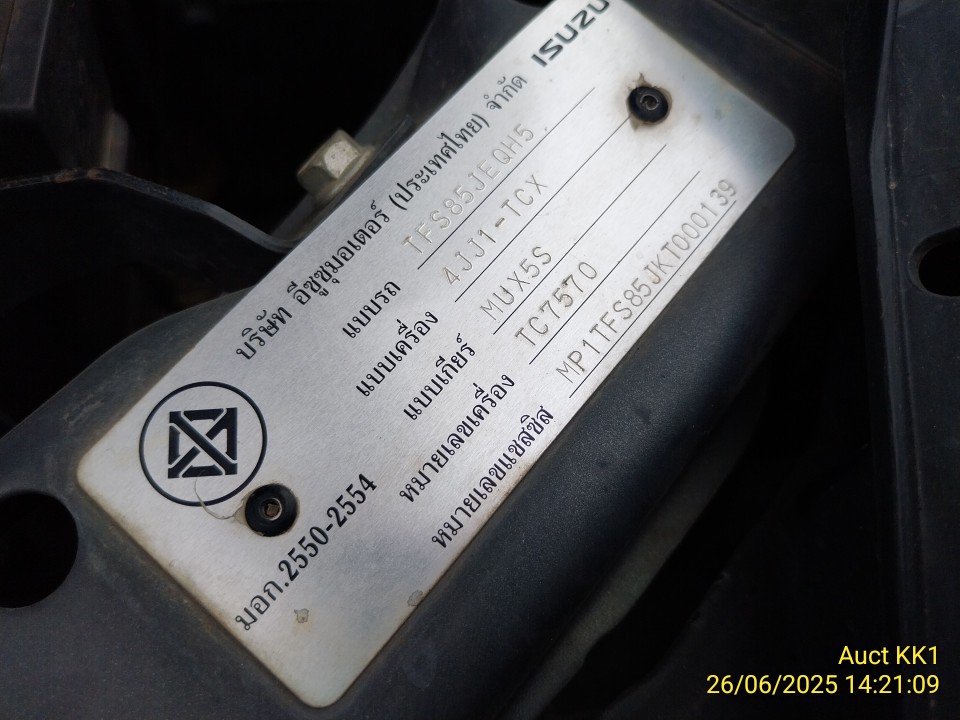 ISUZU
บริษัท อีซูซุมอเตอร์ (ประเทศไทย) จำกัด
แบบรถ TFS85JEQH5
แบบเครื่อง 4JJ1-TCX
แบบเกียร์ MUX5S
หมายเลขเครื่อง TC7570
หมายเลขแชสซิส MP1TFS85JKT000139
มอก.2550-2554
Auct KK1
26/06/2025 14:21:09